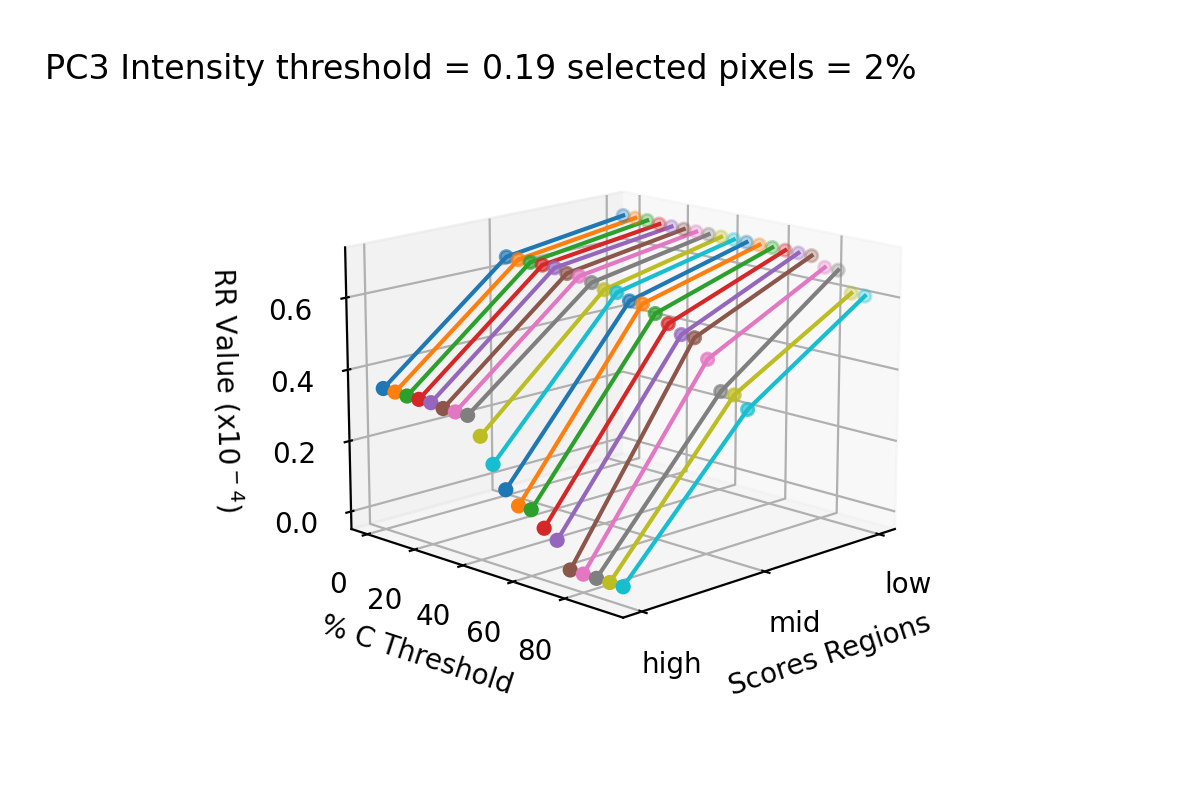 PC3 Intensity threshold = 0.19 selected pixels = 2%
RR Value (x10⁻⁴)
0.6
0.4
0.2
0.0
0
20
40
60
80
% C Threshold
high
mid
low
Scores Regions